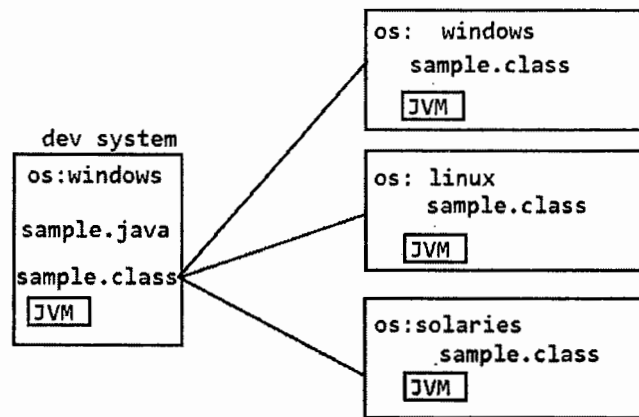 dev system
os:windows
sample.java
sample.class
JVM
os: windows
sample.class
JVM
os: linux
sample.class
JVM
os:solaries
sample.class
JVM